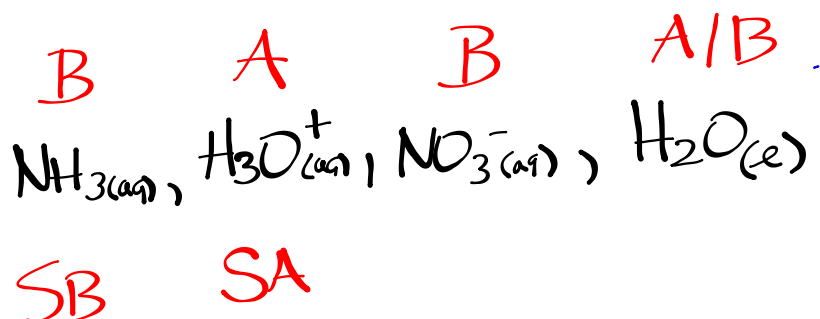 B A B A/B
NH₃(aq), H₃O⁺(aq), NO₃⁻(aq), H₂O(ℓ)
SB SA